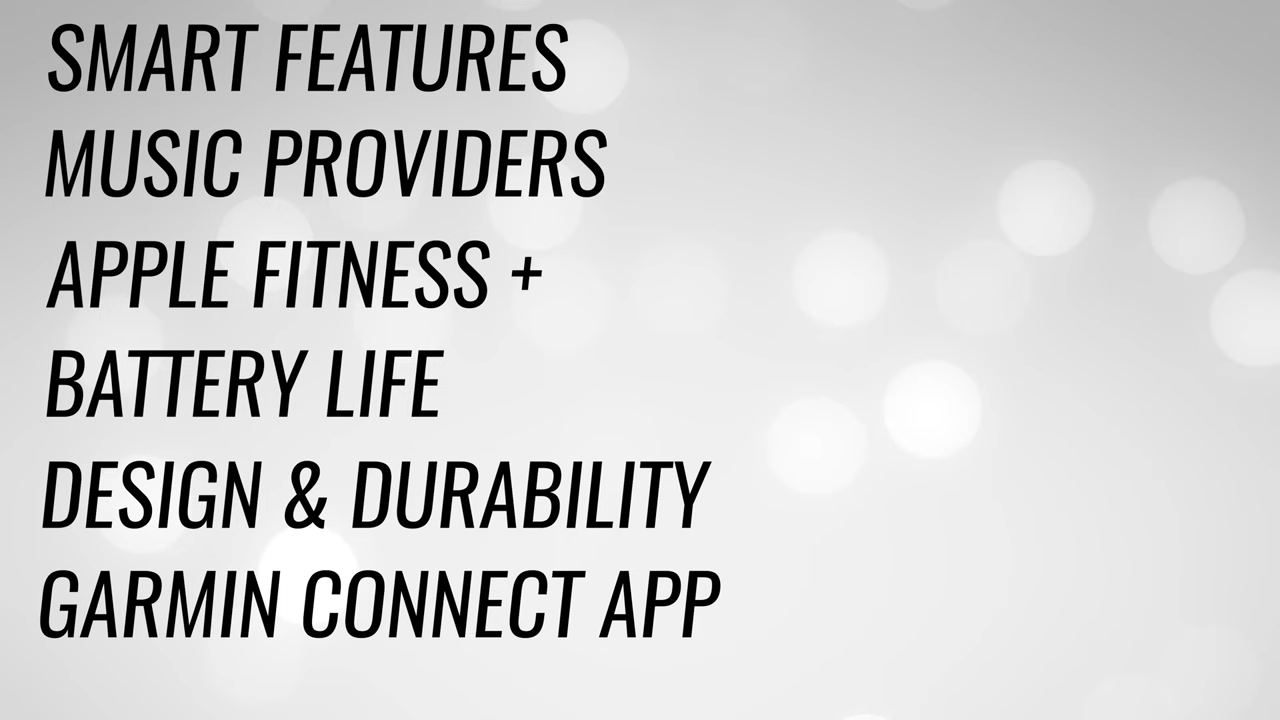 SMART FEATURES
MUSIC PROVIDERS
APPLE FITNESS +
BATTERY LIFE
DESIGN & DURABILITY
GARMIN CONNECT APP